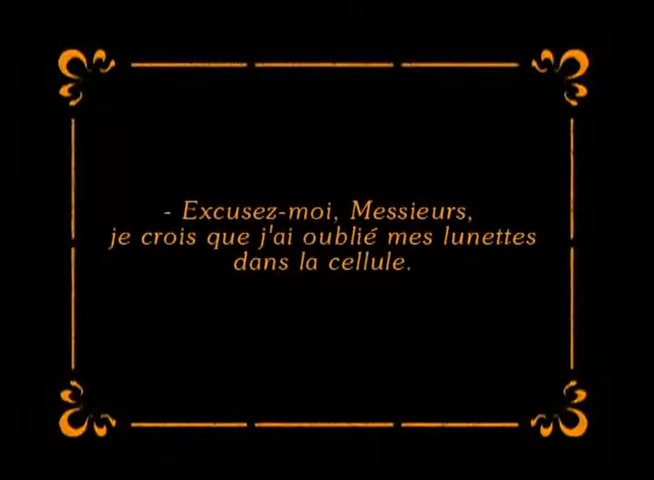 - Excusez-moi, Messieurs,
je crois que j'ai oublié mes lunettes
dans la cellule.